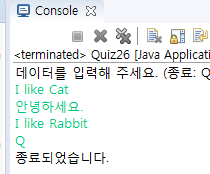 Console
<terminated> Quiz26 [Java Applicatio
데이터를 입력해 주세요. (종료: Q
I like Cat
안녕하세요.
I like Rabbit
Q
종료되었습니다.